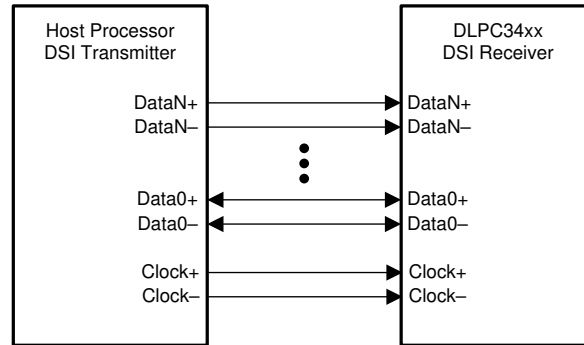 Host Processor
DSI Transmitter
DLPC34xx
DSI Receiver
DataN+
DataN+
DataN–
DataN–
Data0+
Data0+
Data0–
Data0–
Clock+
Clock+
Clock–
Clock–